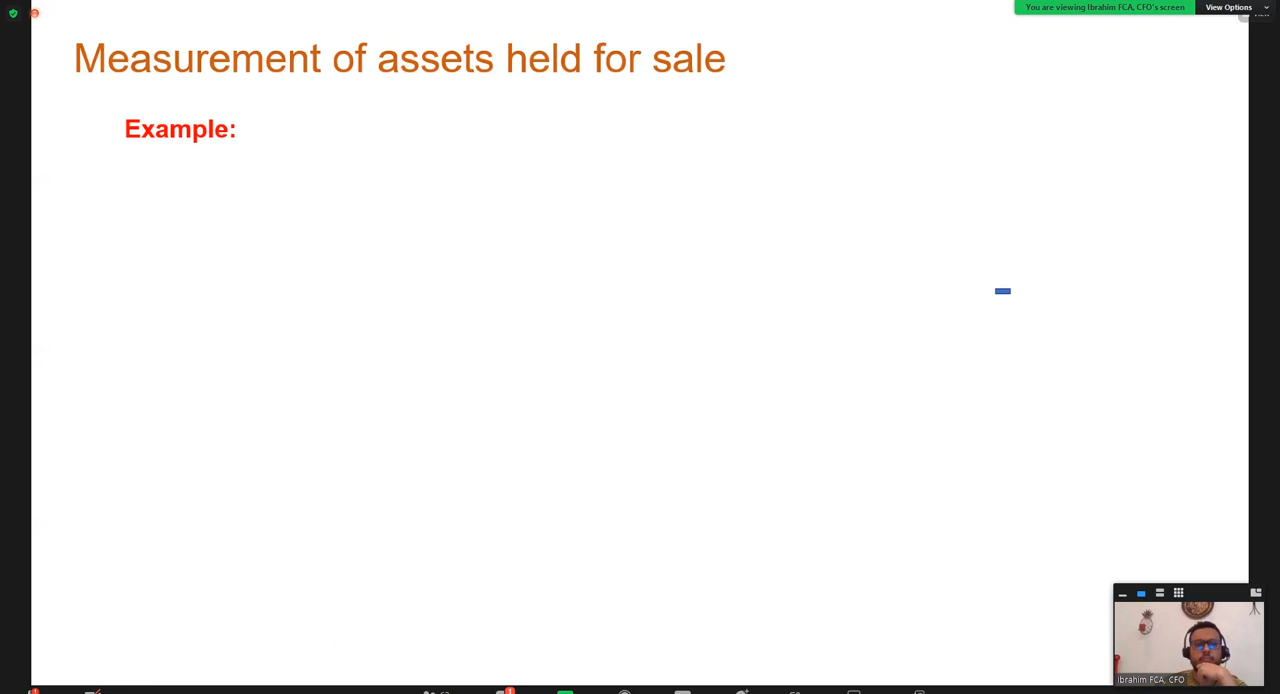 You are viewing Ibrahim FCA, CFO's screen
View Options
Measurement of assets held for sale
Example:
Ibrahim FCA, CFO
1